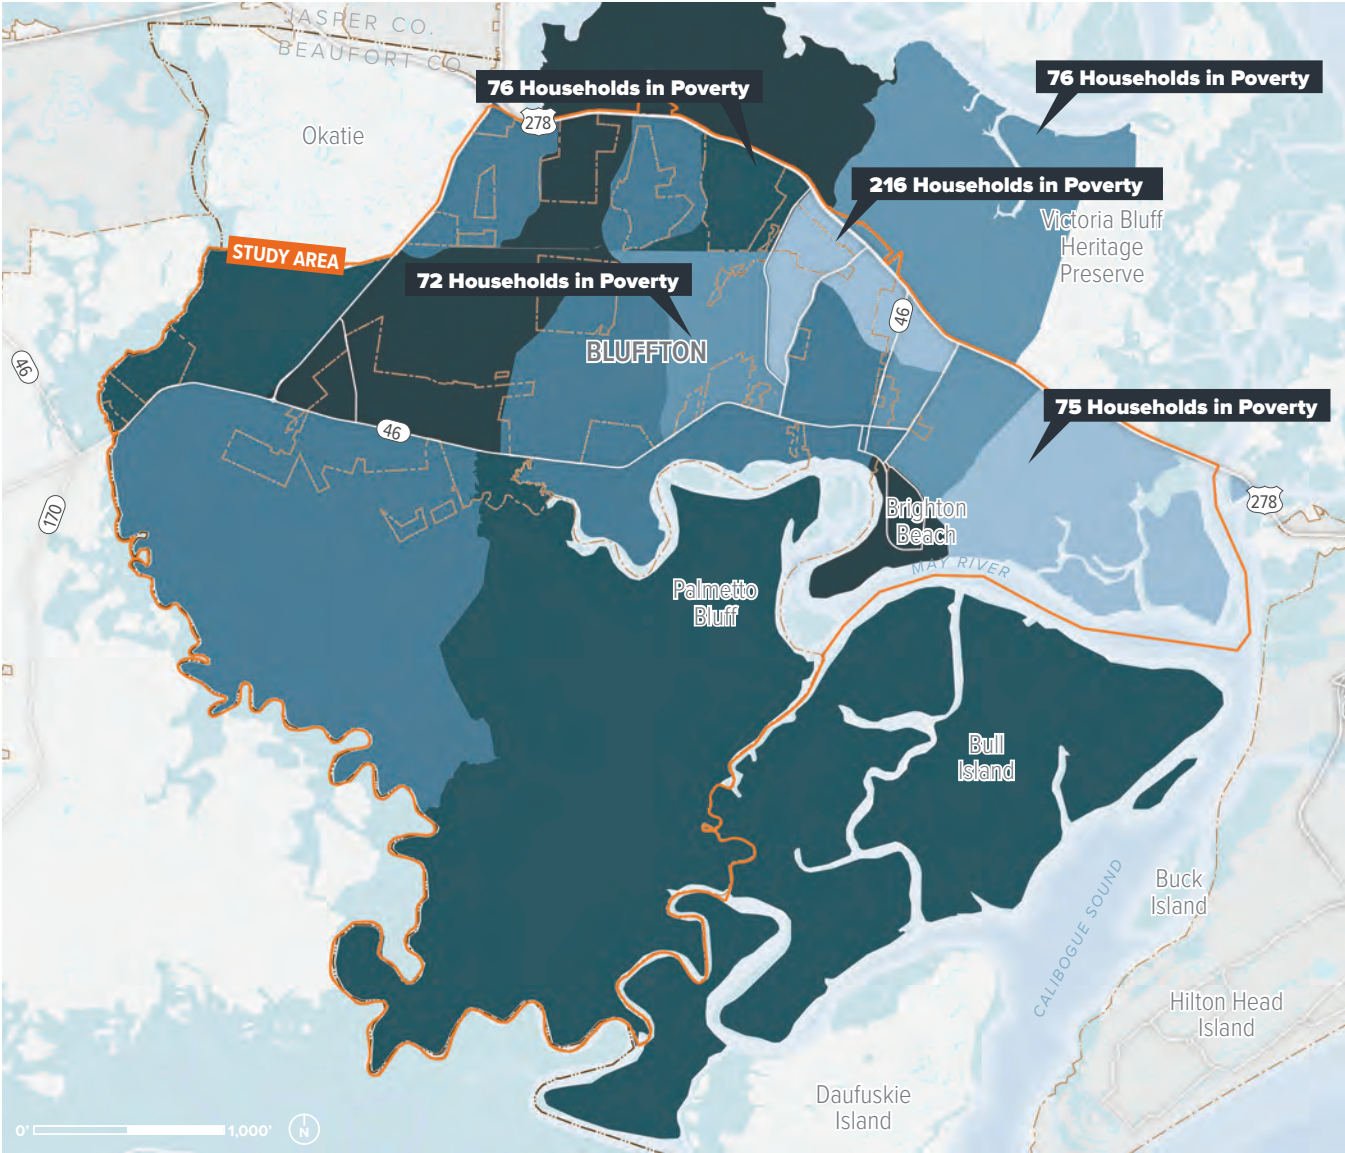 JASPER CO.
BEAUFORT CO
76 Households in Poverty
76 Households in Poverty
278
Okatie
216 Households in Poverty
Victoria Bluff
Heritage
Preserve
STUDY AREA
72 Households in Poverty
46
BLUFFTON
46
75 Households in Poverty
46
278
170
Brighton
Beach
MAY RIVER
Palmetto
Bluff
Bull
Island
Buck
Island
CALIBOGUE SOUND
Hilton Head
Island
Daufuskie
Island
0' 1,000' N